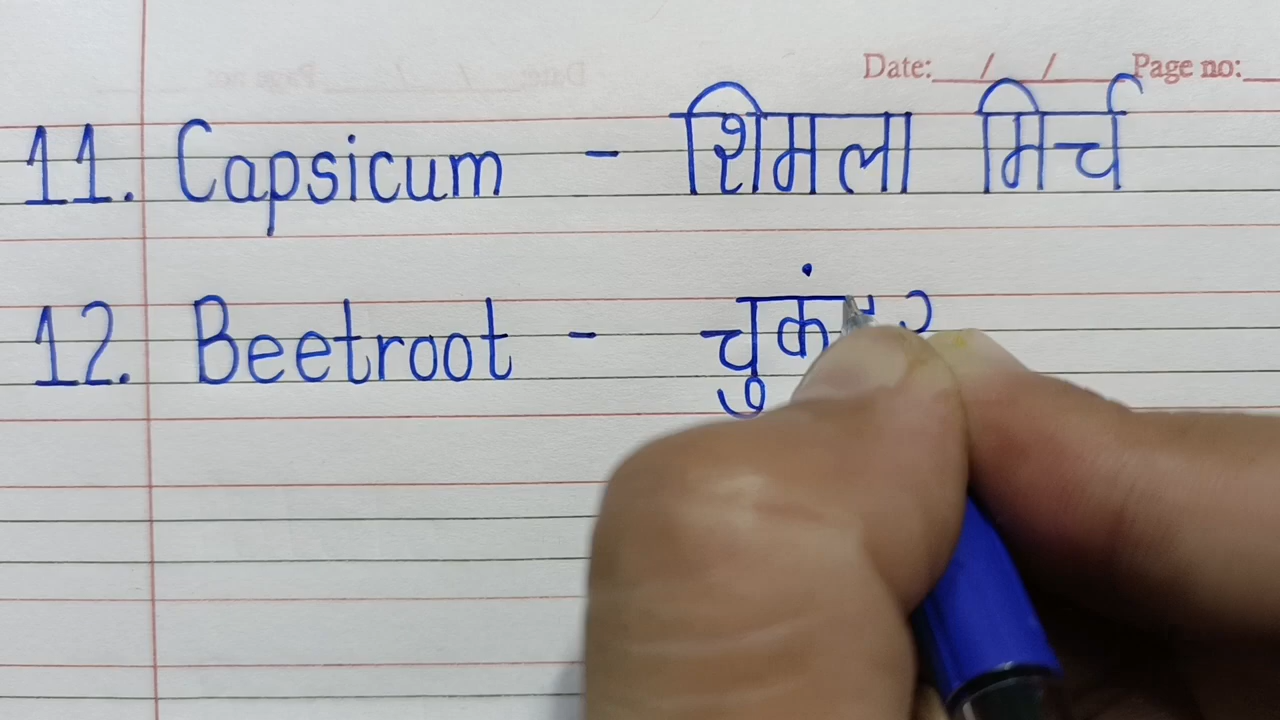 Date: / / Page no:
11. Capsicum - शिमला मिर्च
12. Beetroot -